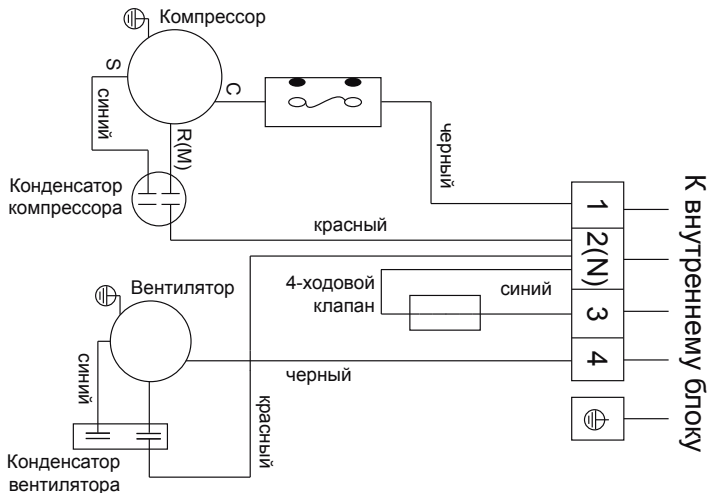 Компрессор
S
C
синий
R(M)
черный
Конденсатор
компрессора
красный
1
2(N)
3
4
К внутреннему блоку
4-ходовой
клапан
синий
Вентилятор
синий
черный
красный
Конденсатор
вентилятора